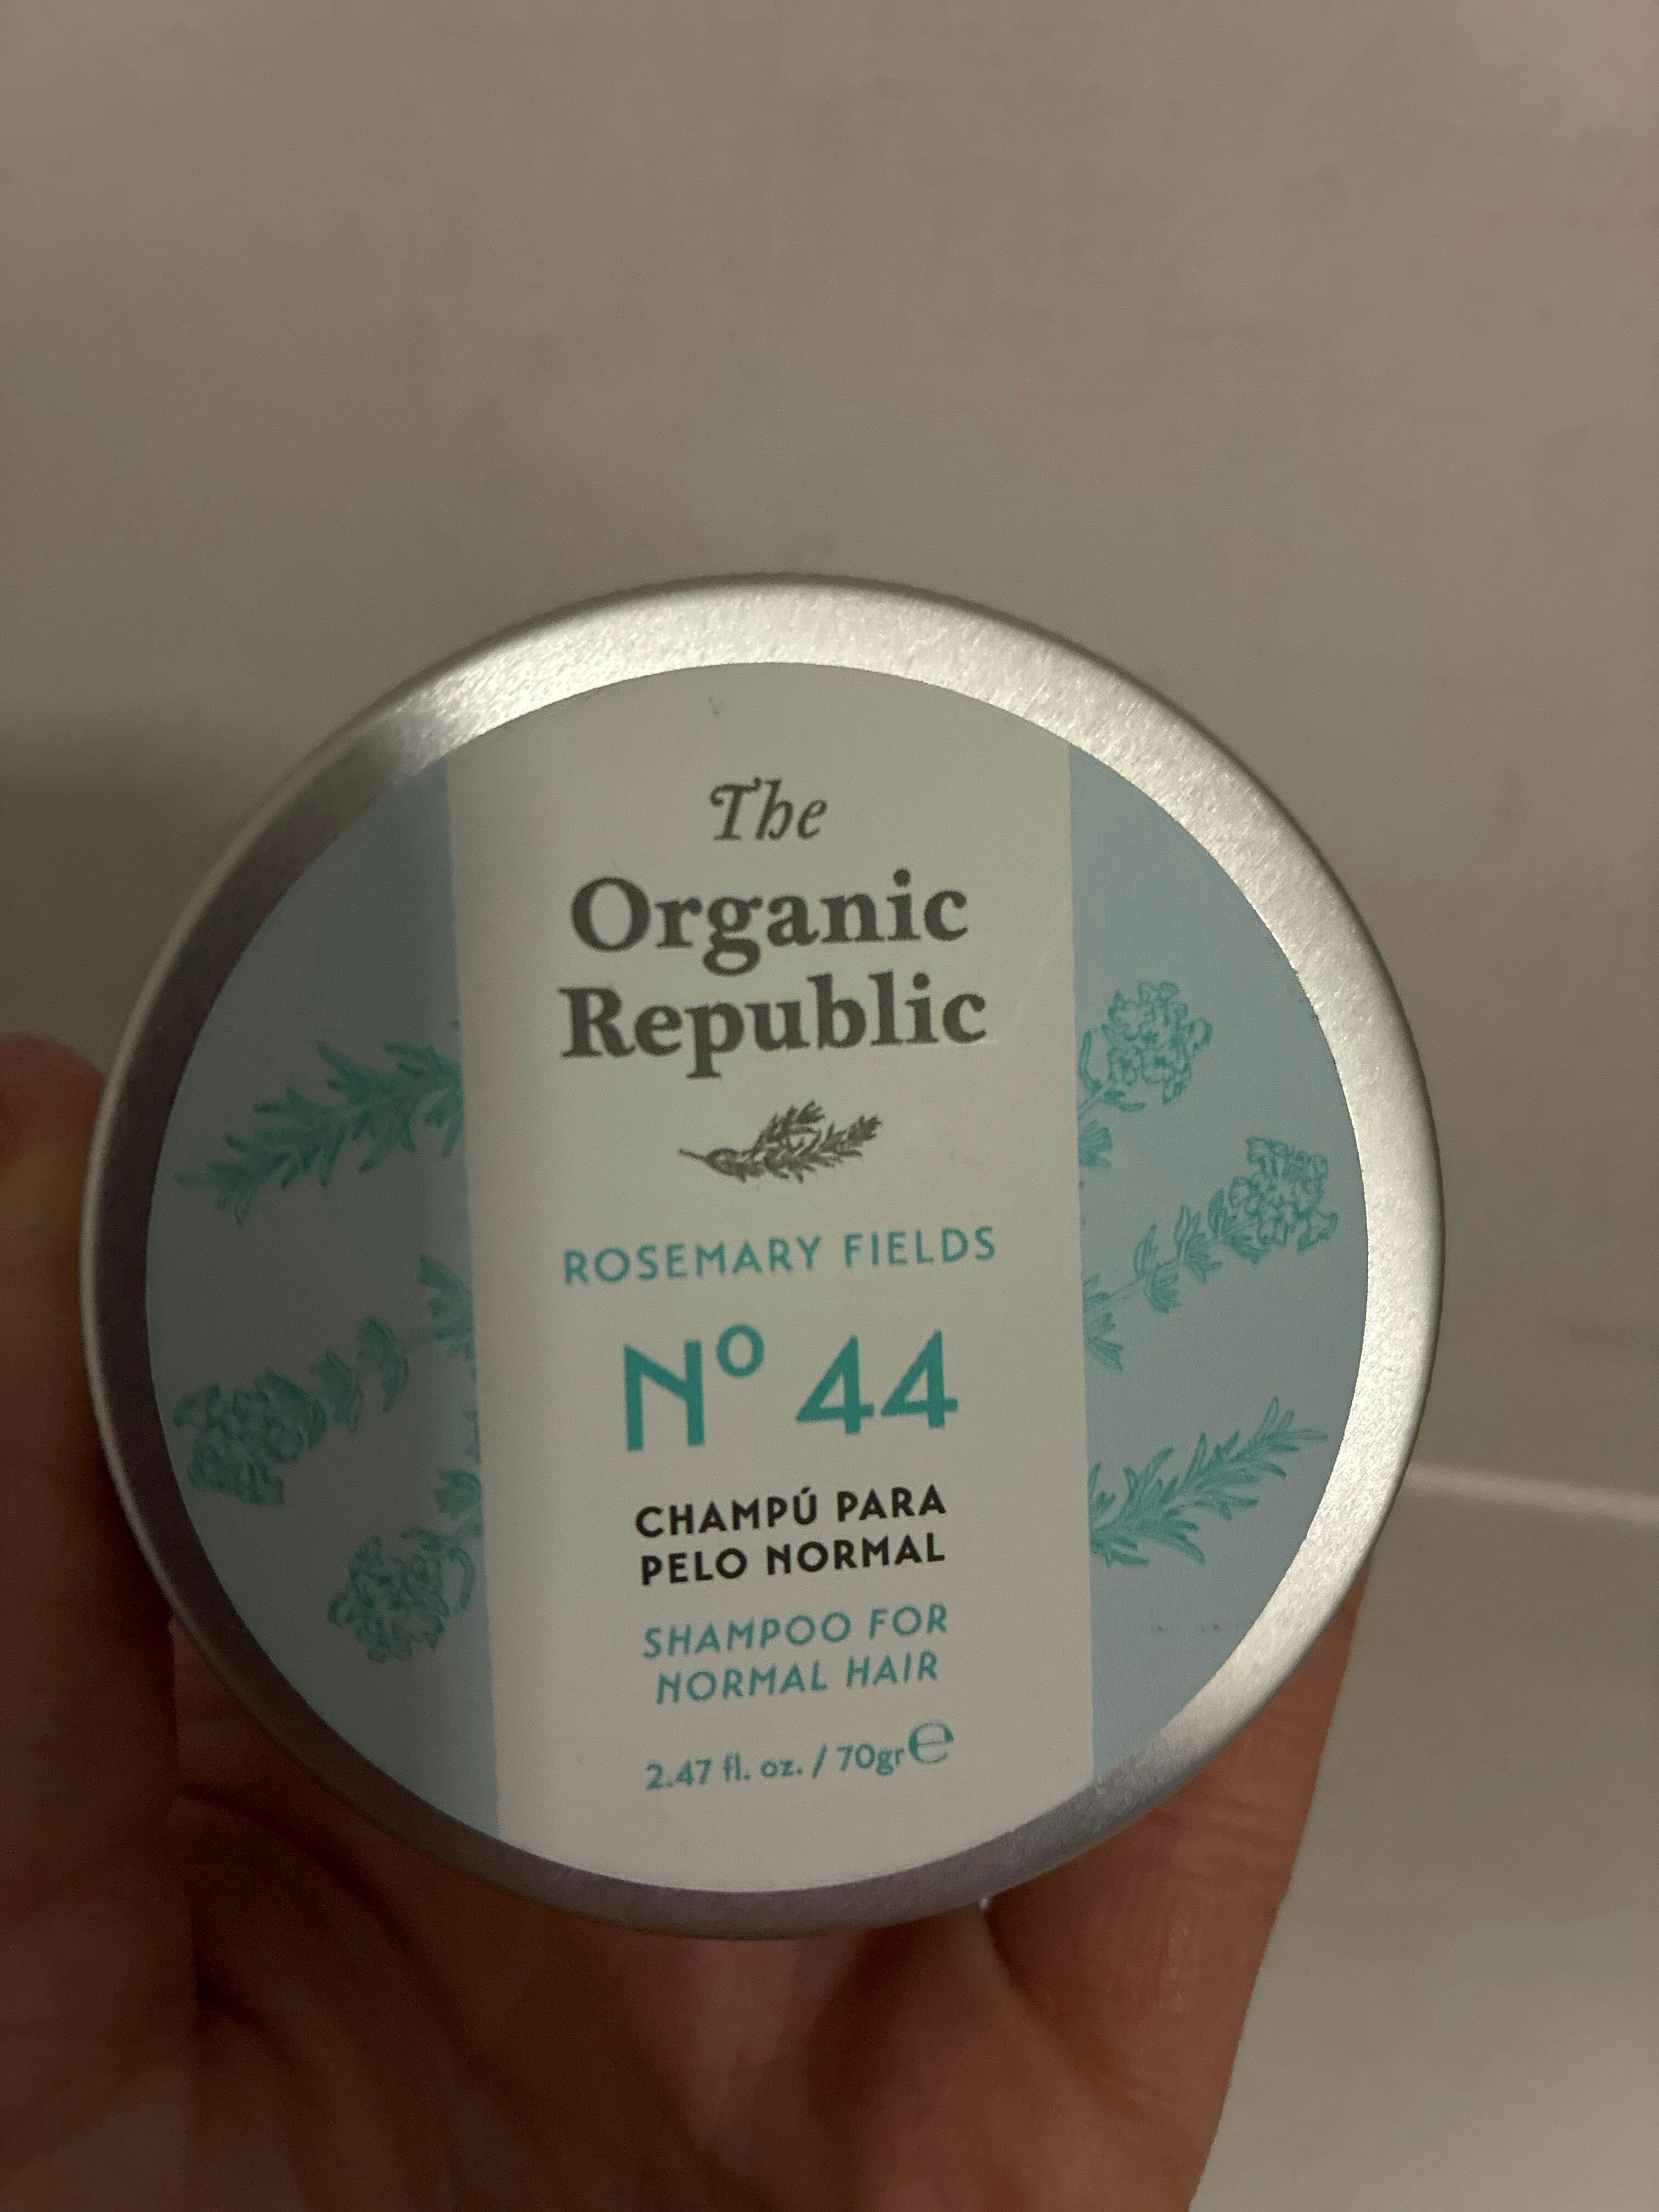 The
Organic
Republic
ROSEMARY FIELDS
Nº 44
CHAMPÚ PARA
PELO NORMAL
SHAMPOO FOR
NORMAL HAIR
2.47 fl. oz. / 70gr ℮